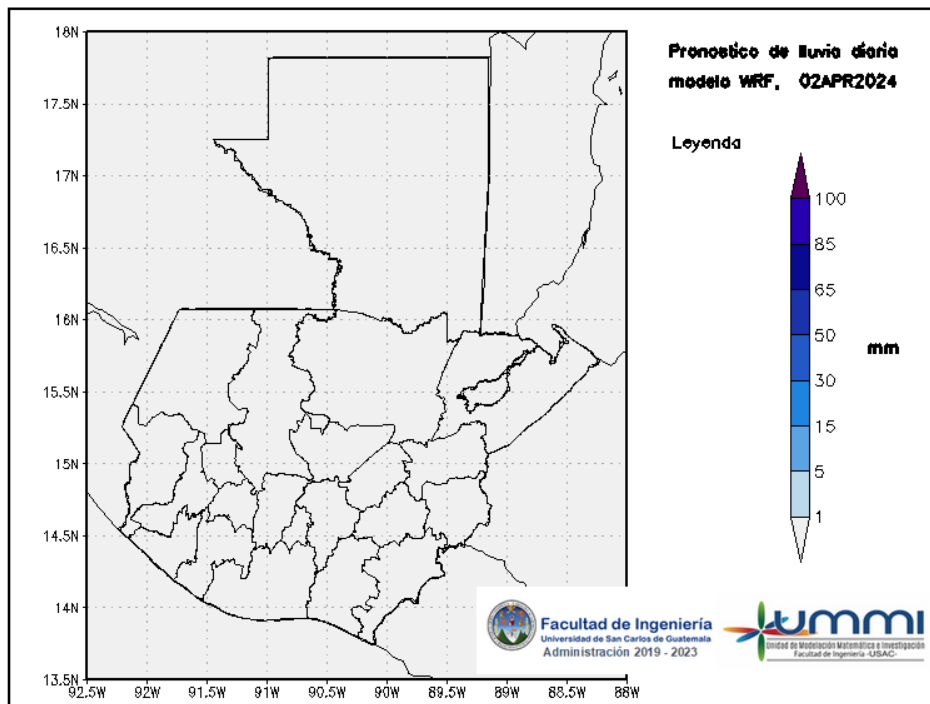 Pronostico de lluvia diaria
modelo WRF, 02APR2024
Leyenda
100
85
65
50
30
15
5
1
mm
18N
17.5N
17N
16.5N
16N
15.5N
15N
14.5N
14N
13.5N
92.5W
92W
91.5W
91W
90.5W
90W
89.5W
89W
88.5W
88W
Facultad de Ingeniería
Universidad de San Carlos de Guatemala
Administración 2019 - 2023
ummi
Unidad de Modelación Matemática e Investigación
Facultad de Ingeniería -USAC-